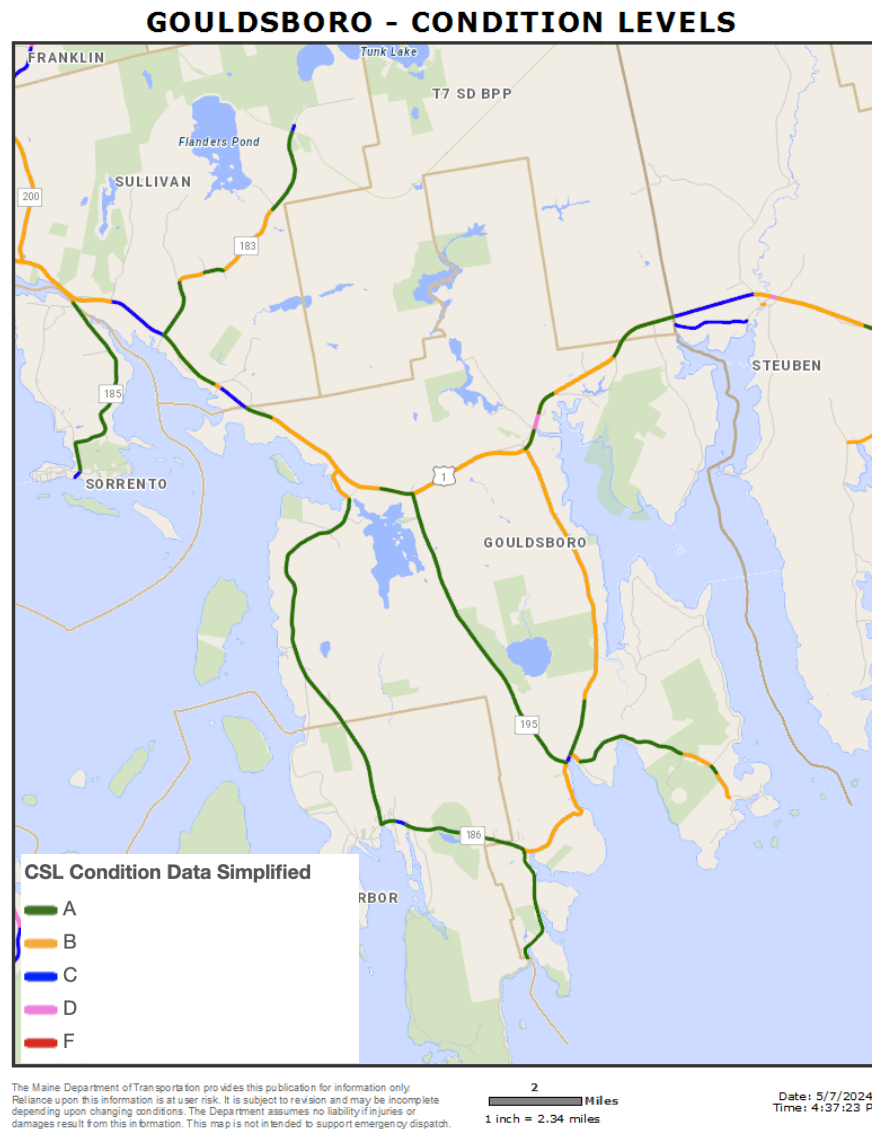 GOULDSBORO - CONDITION LEVELS
FRANKLIN
Tunk Lake
T7 SD BPP
Flanders Pond
SULLIVAN
200
183
STEUBEN
185
SORRENTO
1
GOULDSBORO
195
186
RBOR
CSL Condition Data Simplified
A
B
C
D
F
The Maine Department of Transportation provides this publication for information only.
Reliance upon this information is at user risk. It is subject to revision and may be incomplete
depending upon changing conditions. The Department assumes no liability if injuries or
damages result from this information. This map is not intended to support emergency dispatch.
2
Miles
1 inch = 2.34 miles
Date: 5/7/2024
Time: 4:37:23 P